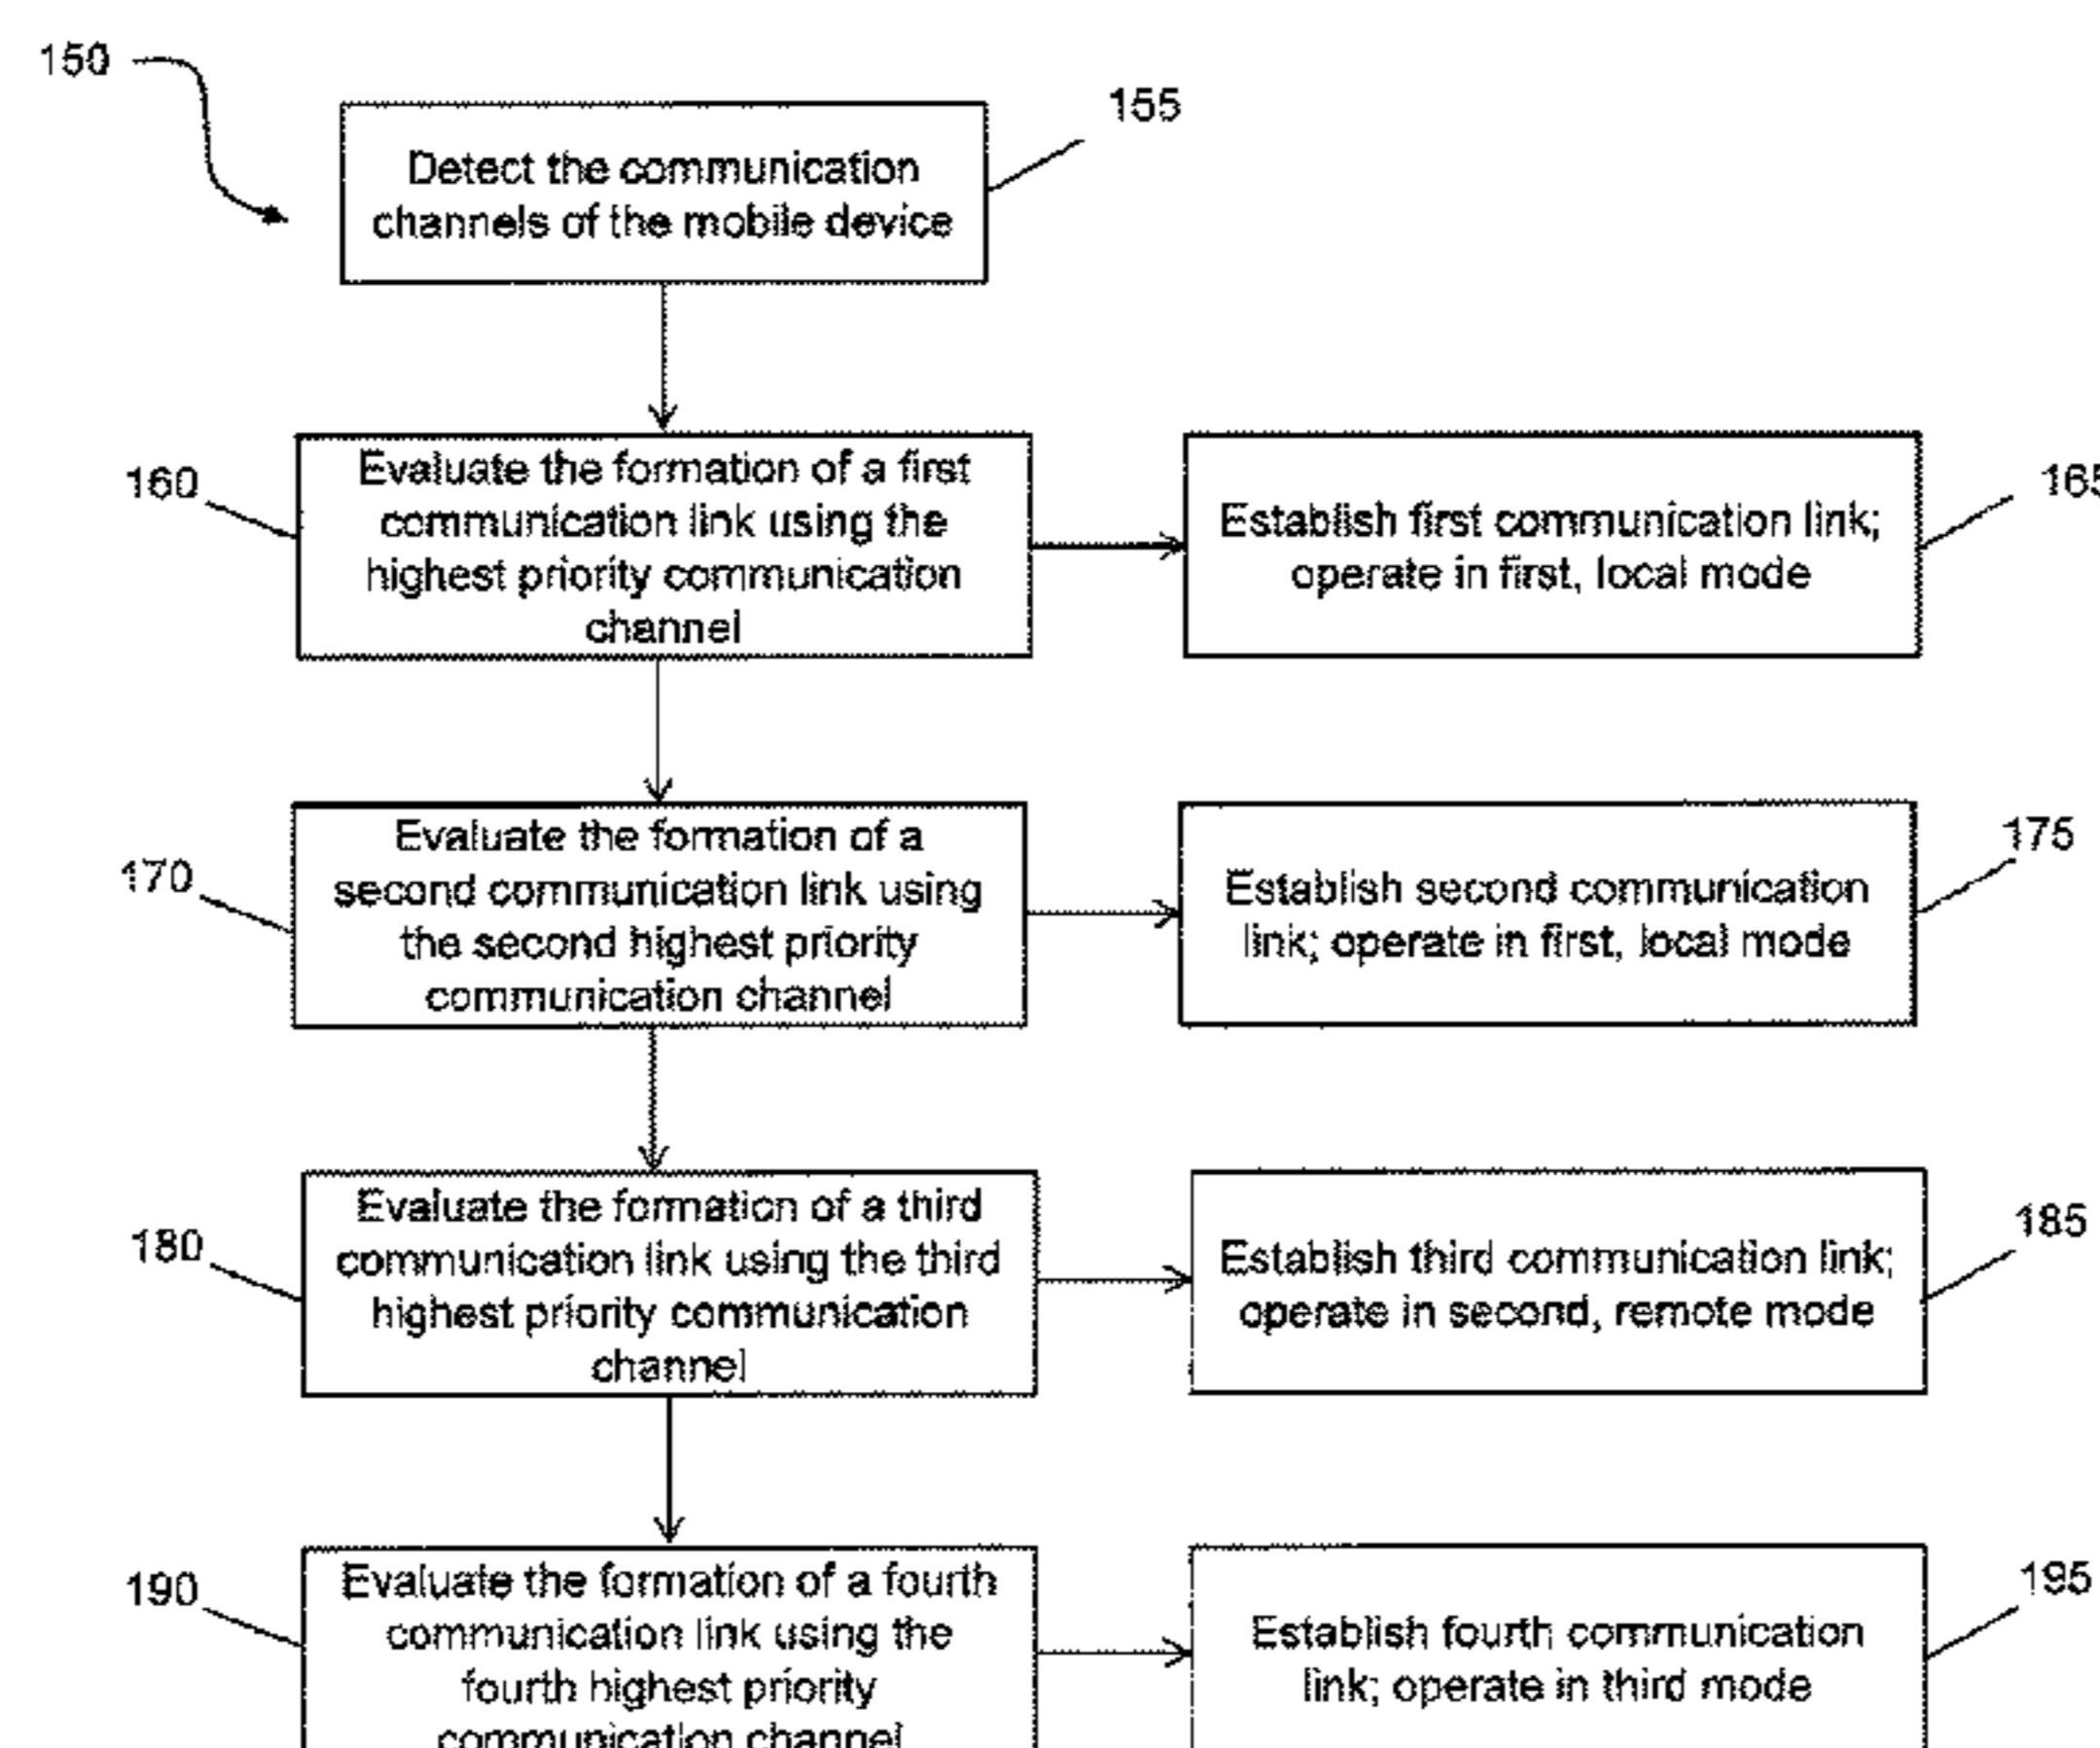 150
155
Detect the communication
channels of the mobile device
160
Evaluate the formation of a first
communication link using the
highest priority communication
channel
165
Establish first communication link;
operate in first, local mode
170
Evaluate the formation of a
second communication link using
the second highest priority
communication channel
175
Establish second communication
link; operate in first, local mode
180
Evaluate the formation of a third
communication link using the third
highest priority communication
channel
185
Establish third communication link;
operate in second, remote mode
190
Evaluate the formation of a fourth
communication link using the
fourth highest priority
communication channel
195
Establish fourth communication
link; operate in third mode